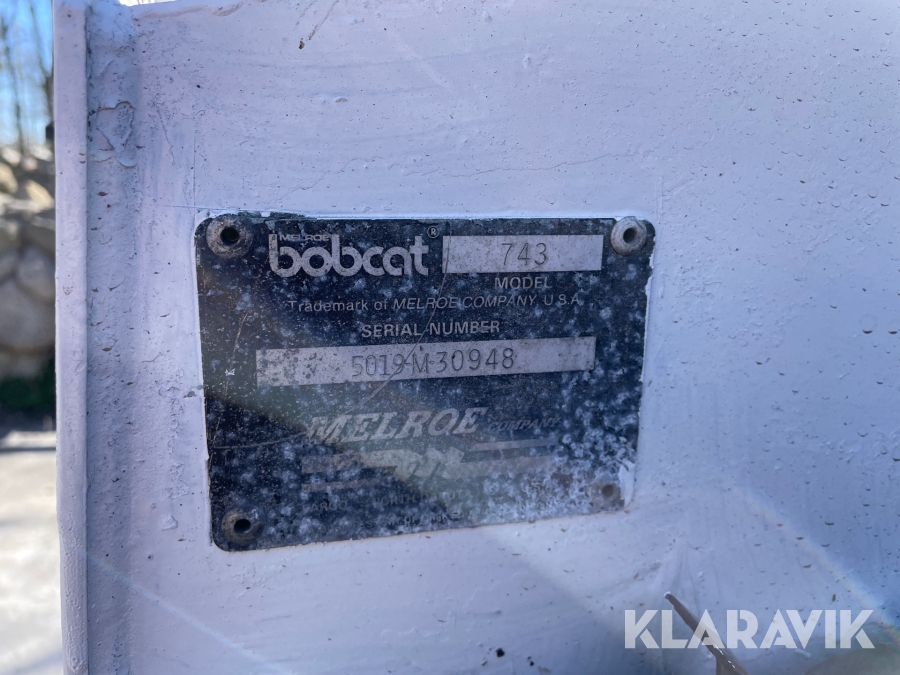 MELROE
bobcat® 743
MODEL
Trademark of MELROE COMPANY, U.S.A.
SERIAL NUMBER
5019 M 30948
MELROE COMPANY
KLARAVIK